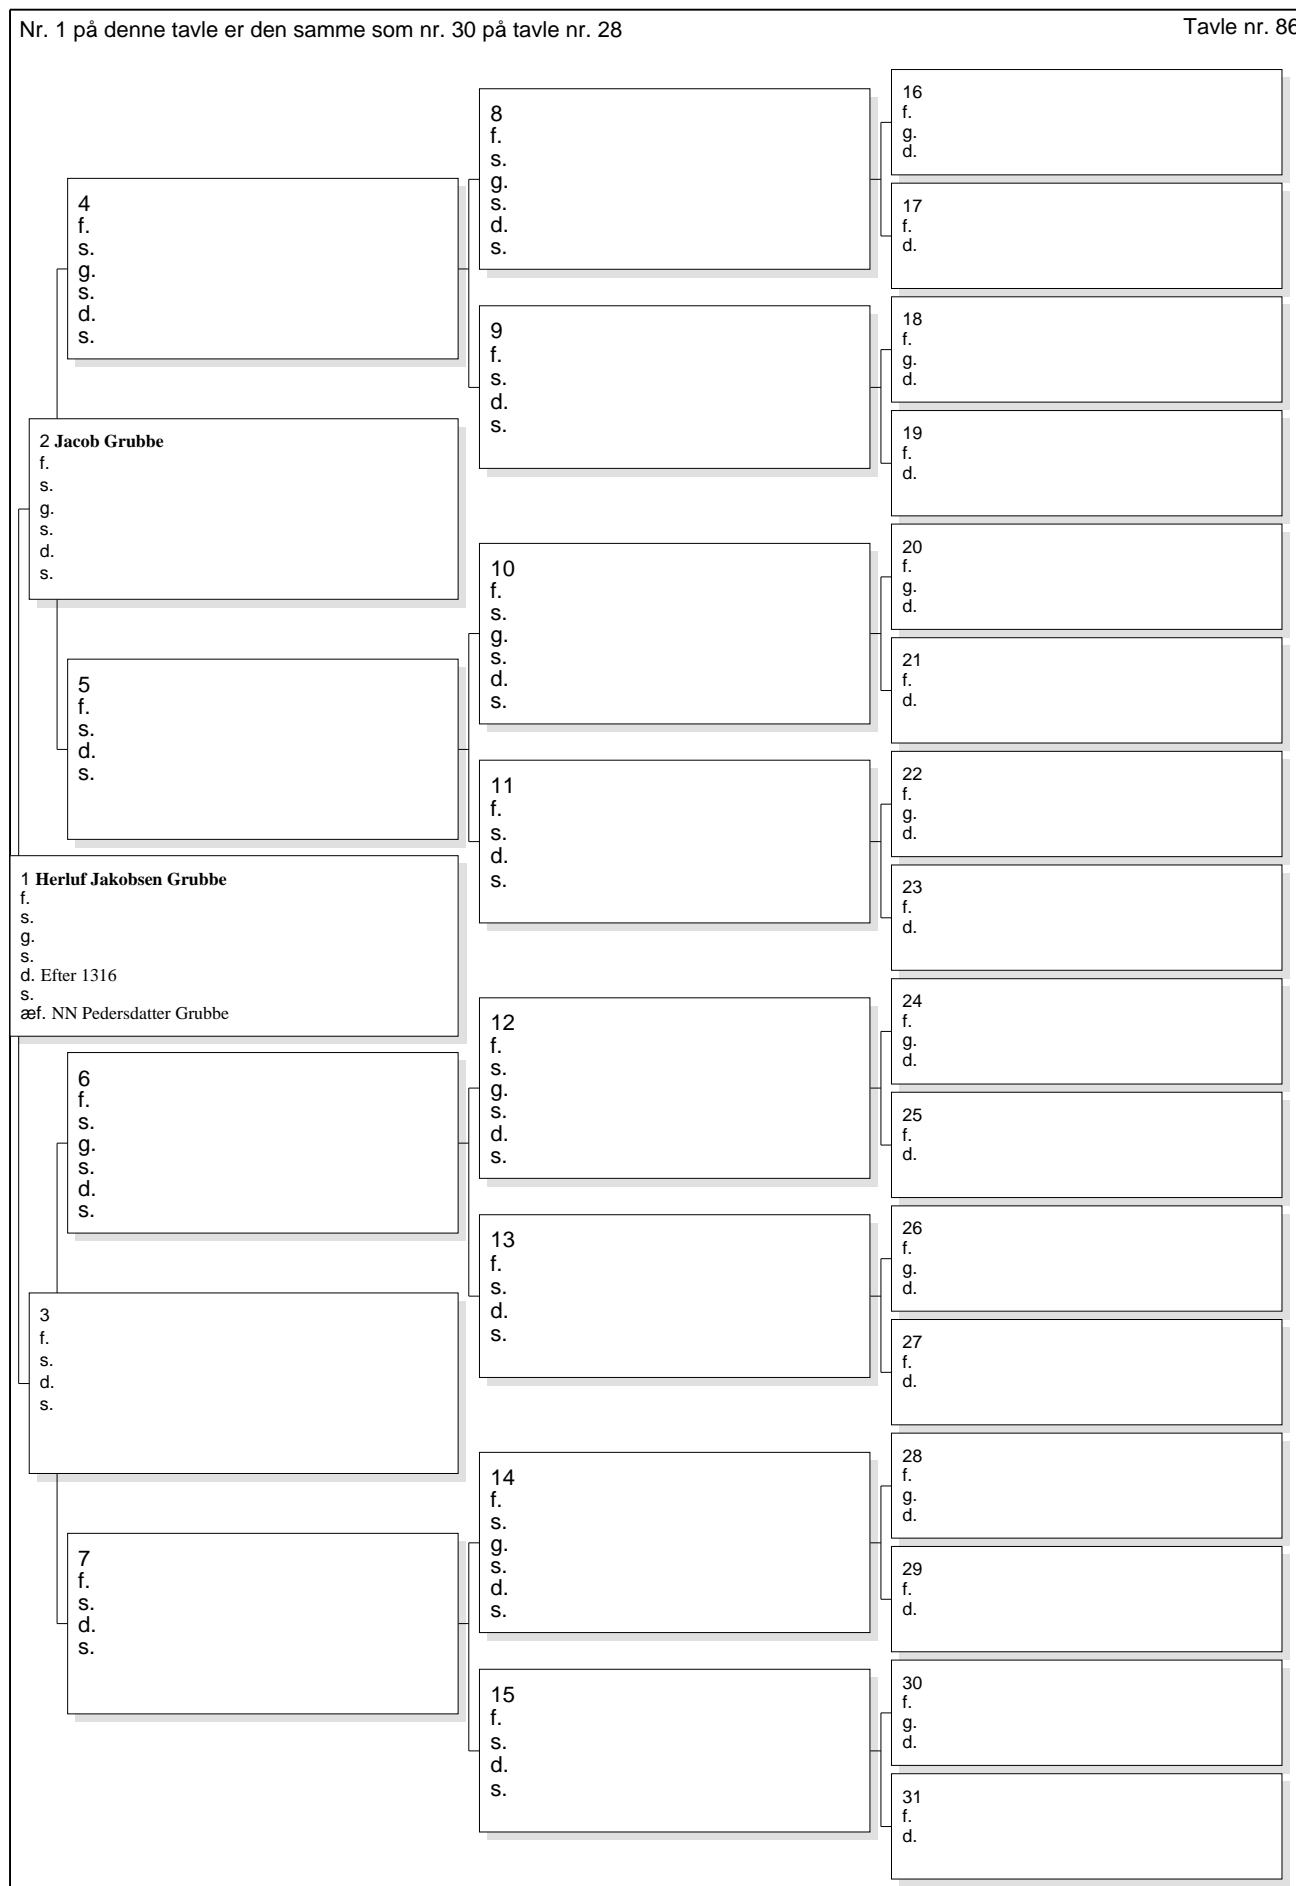 Nr. 1 på denne tavle er den samme som nr. 30 på tavle nr. 28
Tavle nr. 86
4
f.
s.
g.
s.
d.
s.
2 Jacob Grubbe
f.
s.
g.
s.
d.
s.
5
f.
s.
d.
s.
1 Herluf Jakobsen Grubbe
f.
s.
g.
s.
d. Efter 1316
s.
æf. NN Pedersdatter Grubbe
6
f.
s.
g.
s.
d.
s.
3
f.
s.
d.
s.
7
f.
s.
d.
s.
8
f.
s.
g.
s.
d.
s.
9
f.
s.
d.
s.
10
f.
s.
g.
s.
d.
s.
11
f.
s.
d.
s.
12
f.
s.
g.
s.
d.
s.
13
f.
s.
d.
s.
14
f.
s.
g.
s.
d.
s.
15
f.
s.
d.
s.
16
f.
g.
d.
17
f.
d.
18
f.
g.
d.
19
f.
d.
20
f.
g.
d.
21
f.
d.
22
f.
g.
d.
23
f.
d.
24
f.
g.
d.
25
f.
d.
26
f.
g.
d.
27
f.
d.
28
f.
g.
d.
29
f.
d.
30
f.
g.
d.
31
f.
d.